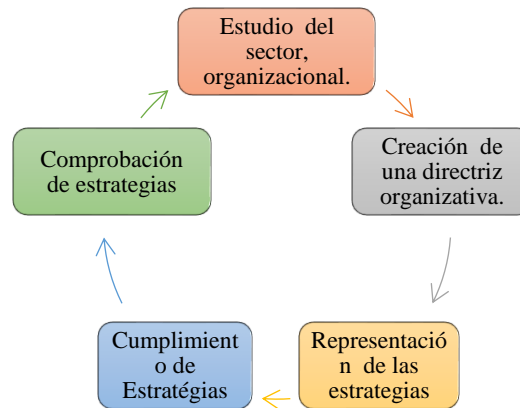 Estudio del
sector,
organizacional.
Creación de
una directriz
organizativa.
Representació
n de las
estrategias
Cumplimient
o de
Estratégias
Comprobación
de estrategias